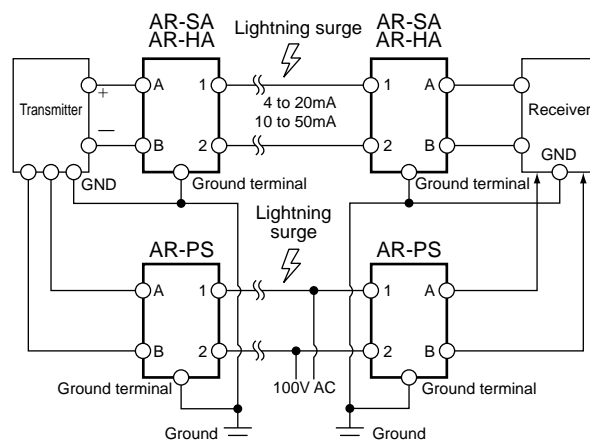 AR-SA
AR-HA
Lightning surge
AR-SA
AR-HA
Transmitter
+
A
1
4 to 20mA
10 to 50mA
1
A
Receiver
—
B
2
2
B
GND
GND
Ground terminal
Ground terminal
Lightning
surge
AR-PS
AR-PS
A
1
1
A
B
2
2
B
100V AC
Ground terminal
Ground terminal
Ground
Ground